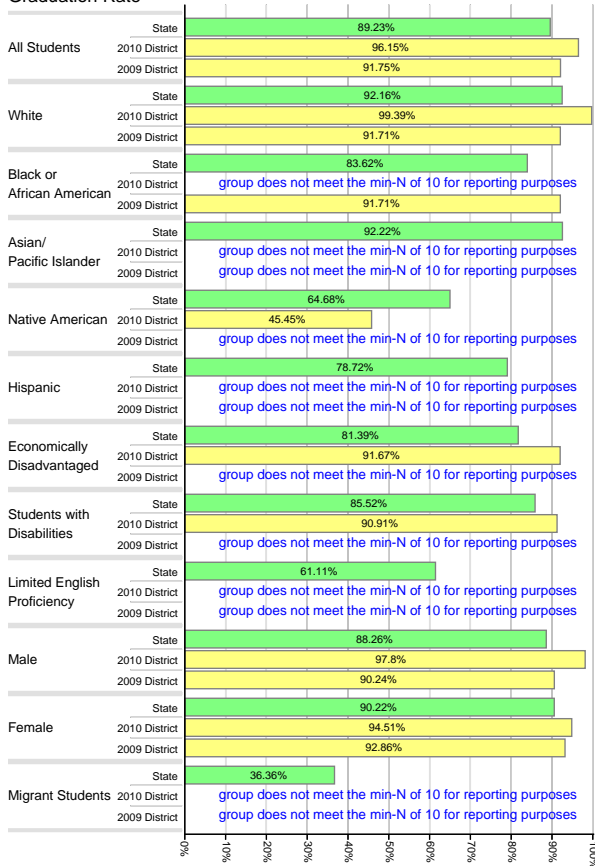 Graduation Rate
All Students
State 89.23%
2010 District 96.15%
2009 District 91.75%
White
State 92.16%
2010 District 99.39%
2009 District 91.71%
Black or
African American
State 83.62%
2010 District group does not meet the min-N of 10 for reporting purposes
2009 District 91.71%
Asian/
Pacific Islander
State 92.22%
2010 District group does not meet the min-N of 10 for reporting purposes
2009 District group does not meet the min-N of 10 for reporting purposes
Native American
State 64.68%
2010 District 45.45%
2009 District group does not meet the min-N of 10 for reporting purposes
Hispanic
State 78.72%
2010 District group does not meet the min-N of 10 for reporting purposes
2009 District group does not meet the min-N of 10 for reporting purposes
Economically
Disadvantaged
State 81.39%
2010 District 91.67%
2009 District group does not meet the min-N of 10 for reporting purposes
Students with
Disabilities
State 85.52%
2010 District 90.91%
2009 District group does not meet the min-N of 10 for reporting purposes
Limited English
Proficiency
State 61.11%
2010 District group does not meet the min-N of 10 for reporting purposes
2009 District group does not meet the min-N of 10 for reporting purposes
Male
State 88.26%
2010 District 97.8%
2009 District 90.24%
Female
State 90.22%
2010 District 94.51%
2009 District 92.86%
Migrant Students
State 36.36%
2010 District group does not meet the min-N of 10 for reporting purposes
2009 District group does not meet the min-N of 10 for reporting purposes
%0 10% 20% 30% 40% 50% 60% 70% 80% 90% 100%